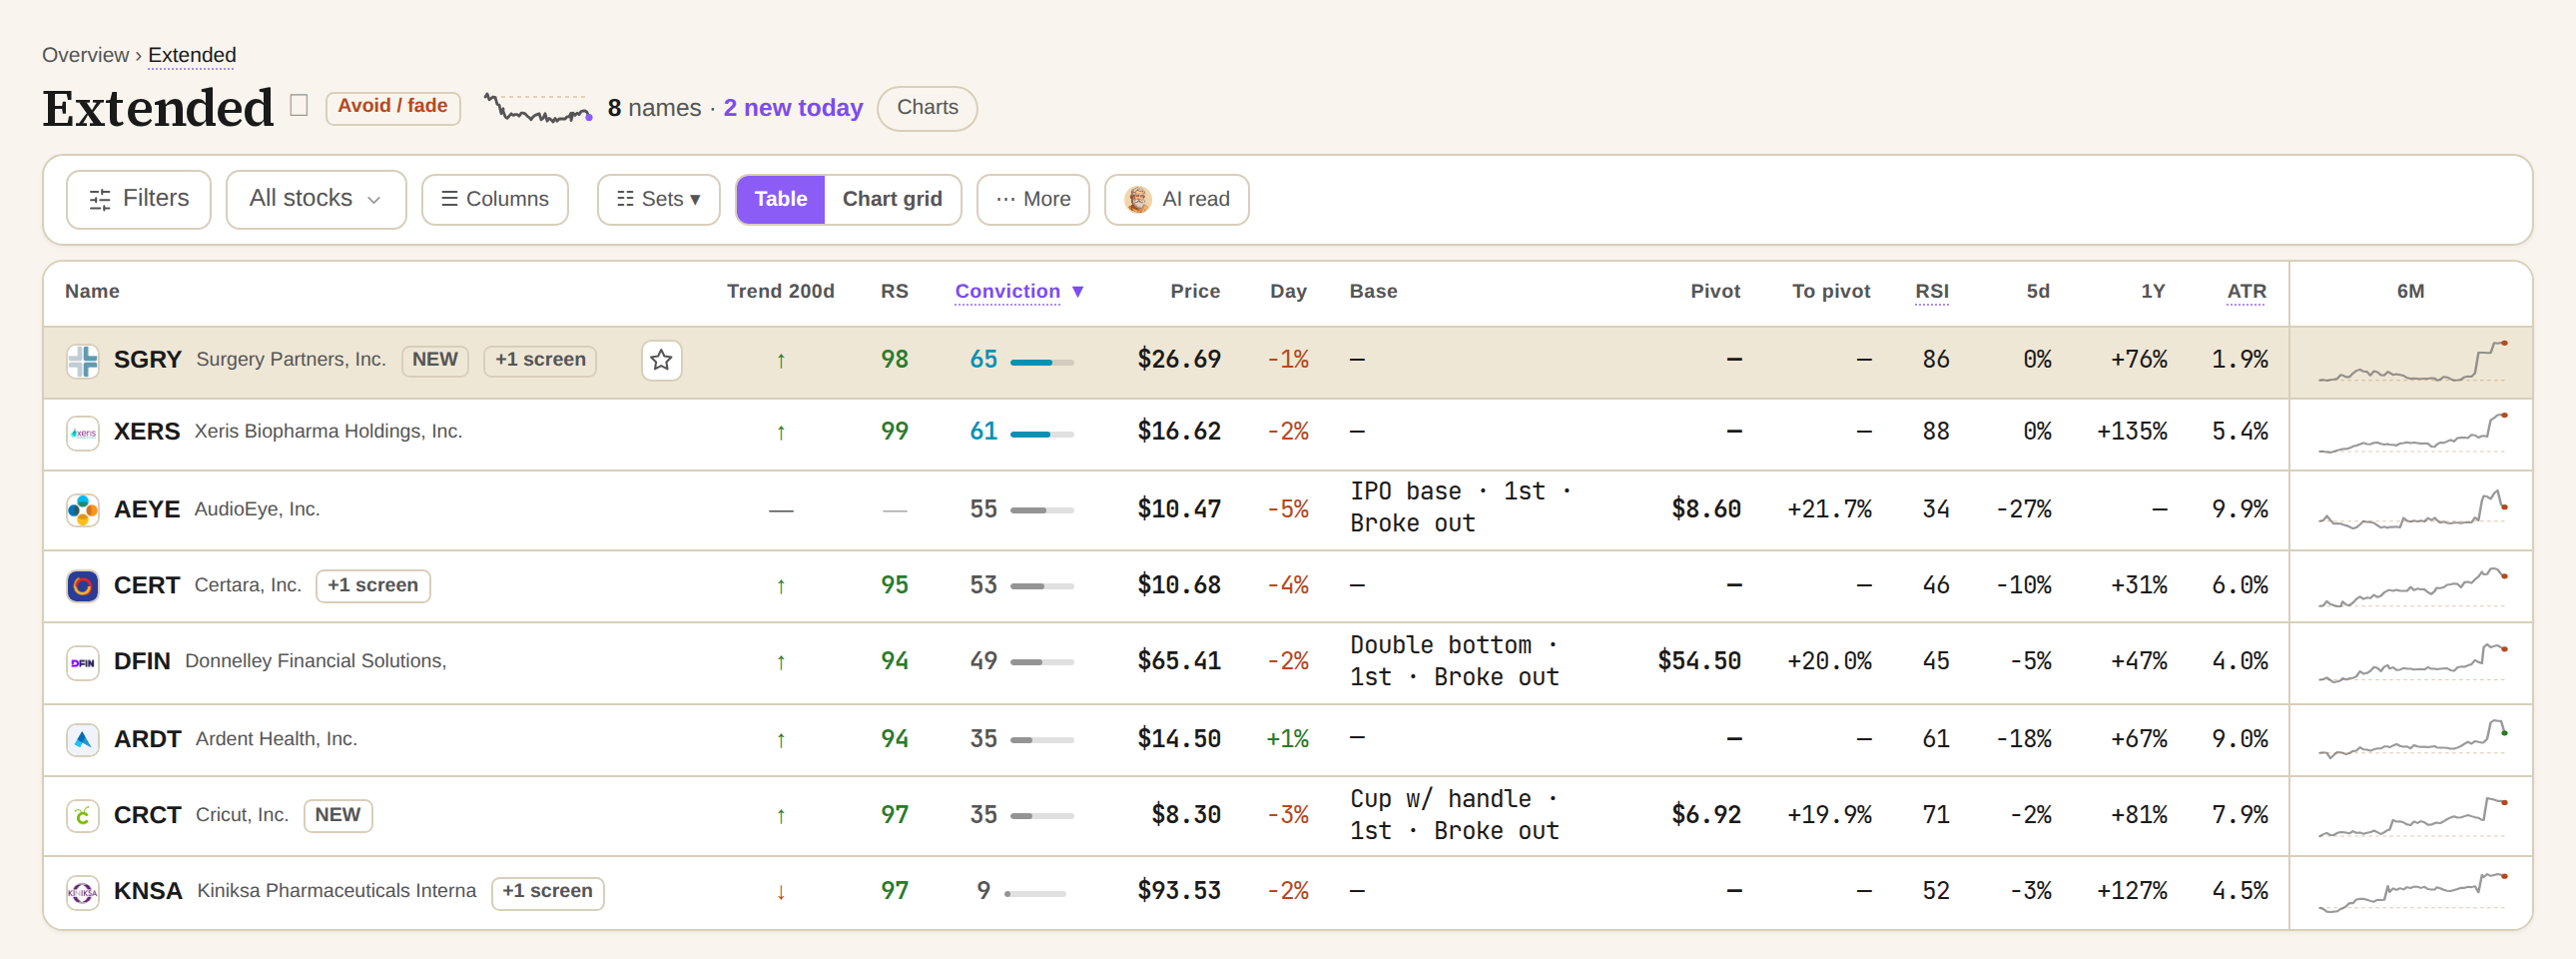 Overview › Extended
Extended Avoid / fade 8 names · 2 new today Charts
Filters All stocks Columns Sets ▾ Table Chart grid ··· More AI read
Name Trend 200d RS Conviction ▼ Price Day Base Pivot To pivot RSI 5d 1Y ATR 6M
SGRY Surgery Partners, Inc. NEW +1 screen ↑ 98 65 $26.69 -1% — — — 86 0% +76% 1.9%
xeris XERS Xeris Biopharma Holdings, Inc. ↑ 99 61 $16.62 -2% — — — 88 0% +135% 5.4%
AEYE AudioEye, Inc. — — 55 $10.47 -5% IPO base · 1st · $8.60 +21.7% 34 -27% — 9.9%
Broke out
CERT Certara, Inc. +1 screen ↑ 95 53 $10.68 -4% — — — 46 -10% +31% 6.0%
DFIN DFIN Donnelley Financial Solutions, ↑ 94 49 $65.41 -2% Double bottom · $54.50 +20.0% 45 -5% +47% 4.0%
1st · Broke out
ARDT Ardent Health, Inc. ↑ 94 35 $14.50 +1% — — — 61 -18% +67% 9.0%
CRCT Cricut, Inc. NEW ↑ 97 35 $8.30 -3% Cup w/ handle · $6.92 +19.9% 71 -2% +81% 7.9%
1st · Broke out
KINIKSA KNSA Kiniksa Pharmaceuticals Interna +1 screen ↓ 97 9 $93.53 -2% — — — 52 -3% +127% 4.5%